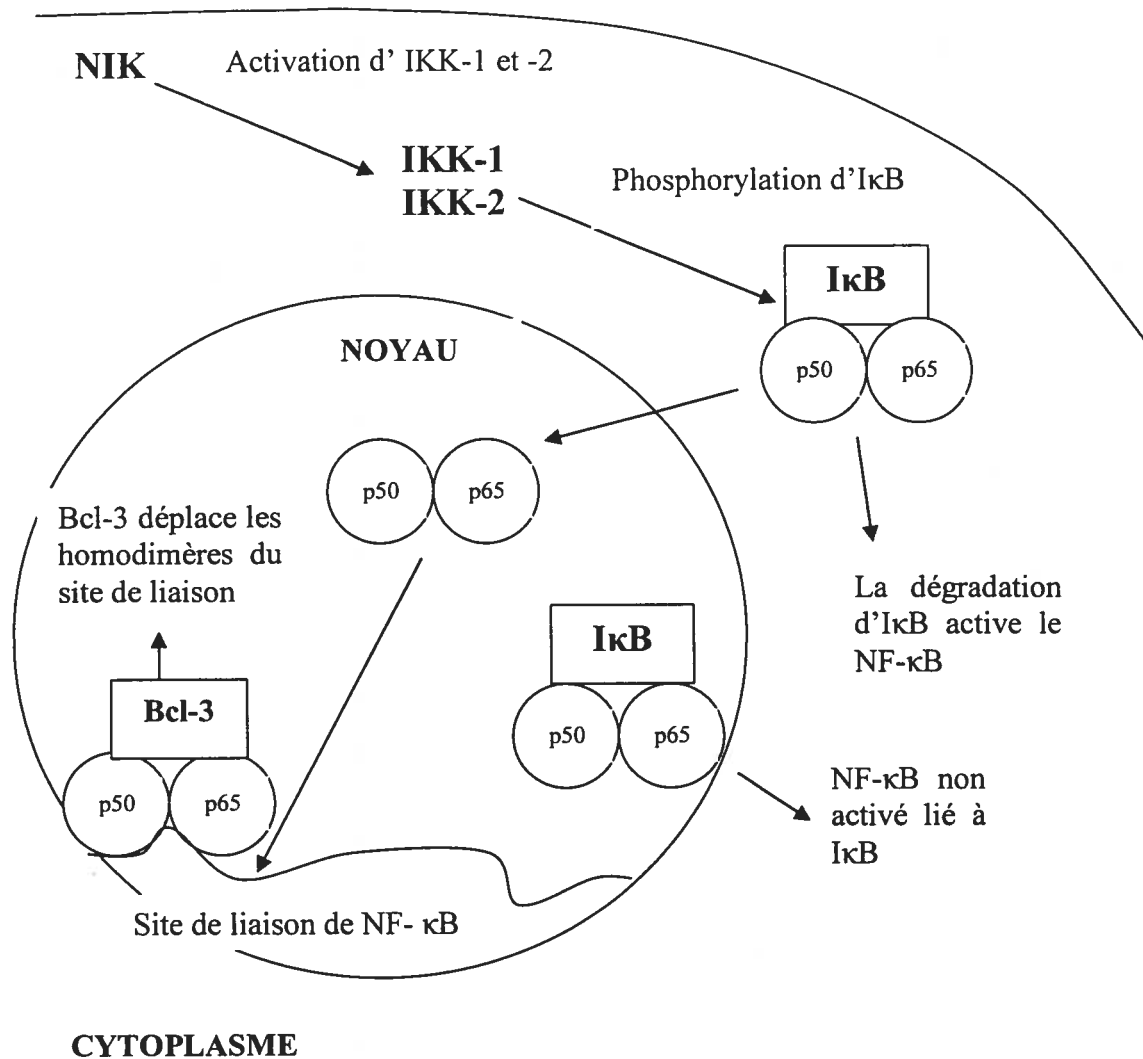 NIK
Activation d' IKK-1 et -2
IKK-1
IKK-2
Phosphorylation d'IκB
IκB
p50
p65
NOYAU
p50
p65
Bcl-3 déplace les
homodimères du
site de liaison
La dégradation
d'IκB active le
NF-κB
IκB
p50
p65
Bcl-3
p50
p65
NF-κB non
activé lié à
IκB
Site de liaison de NF- κB
CYTOPLASME